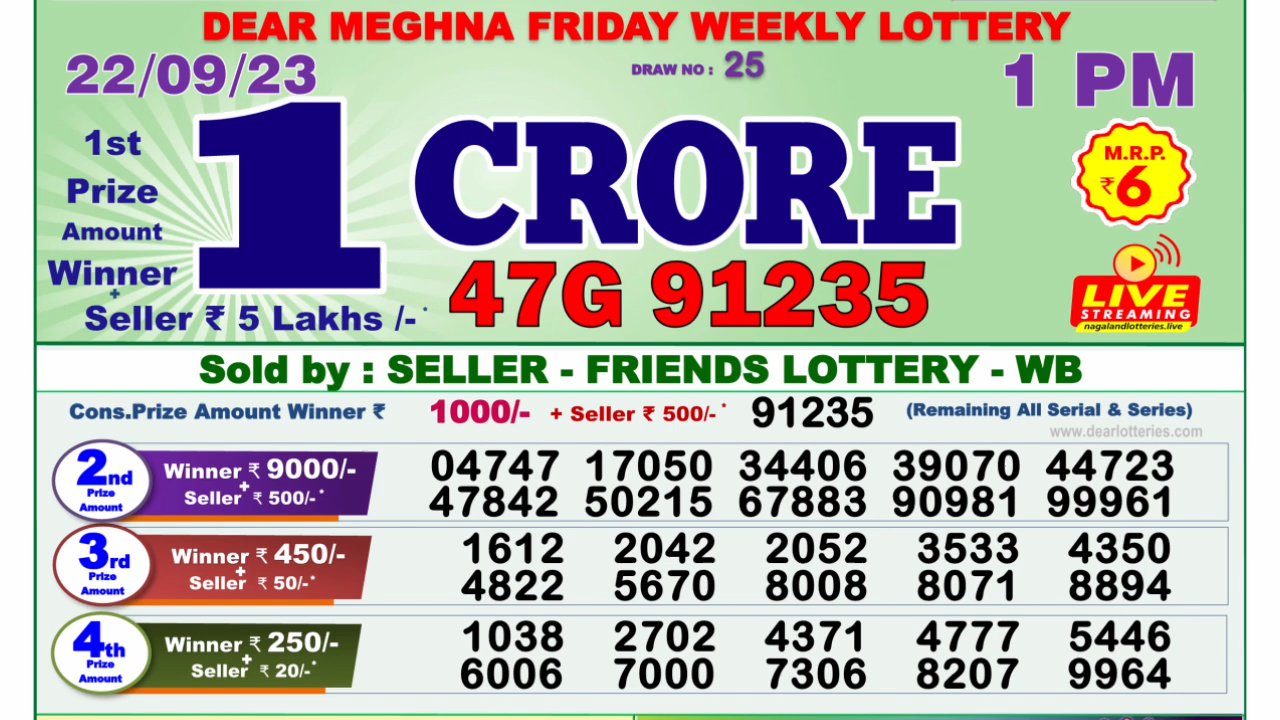 DEAR MEGHNA FRIDAY WEEKLY LOTTERY
22/09/23
DRAW NO : 25
1 PM
1st
Prize
Amount
Winner
+
Seller ₹ 5 Lakhs /-*
1 CRORE
47G 91235
M.R.P.
₹6
LIVE
STREAMING
nagalandlotteries.live
Sold by : SELLER - FRIENDS LOTTERY - WB
Cons.Prize Amount Winner ₹ 1000/- + Seller ₹ 500/-* 91235 (Remaining All Serial & Series)
www.dearlotteries.com
2nd
Prize
Amount
Winner ₹ 9000/-
+
Seller ₹ 500/-*
04747 17050 34406 39070 44723
47842 50215 67883 90981 99961
3rd
Prize
Amount
Winner ₹ 450/-
+
Seller ₹ 50/-*
1612 2042 2052 3533 4350
4822 5670 8008 8071 8894
4th
Prize
Amount
Winner ₹ 250/-
+
Seller ₹ 20/-*
1038 2702 4371 4777 5446
6006 7000 7306 8207 9964